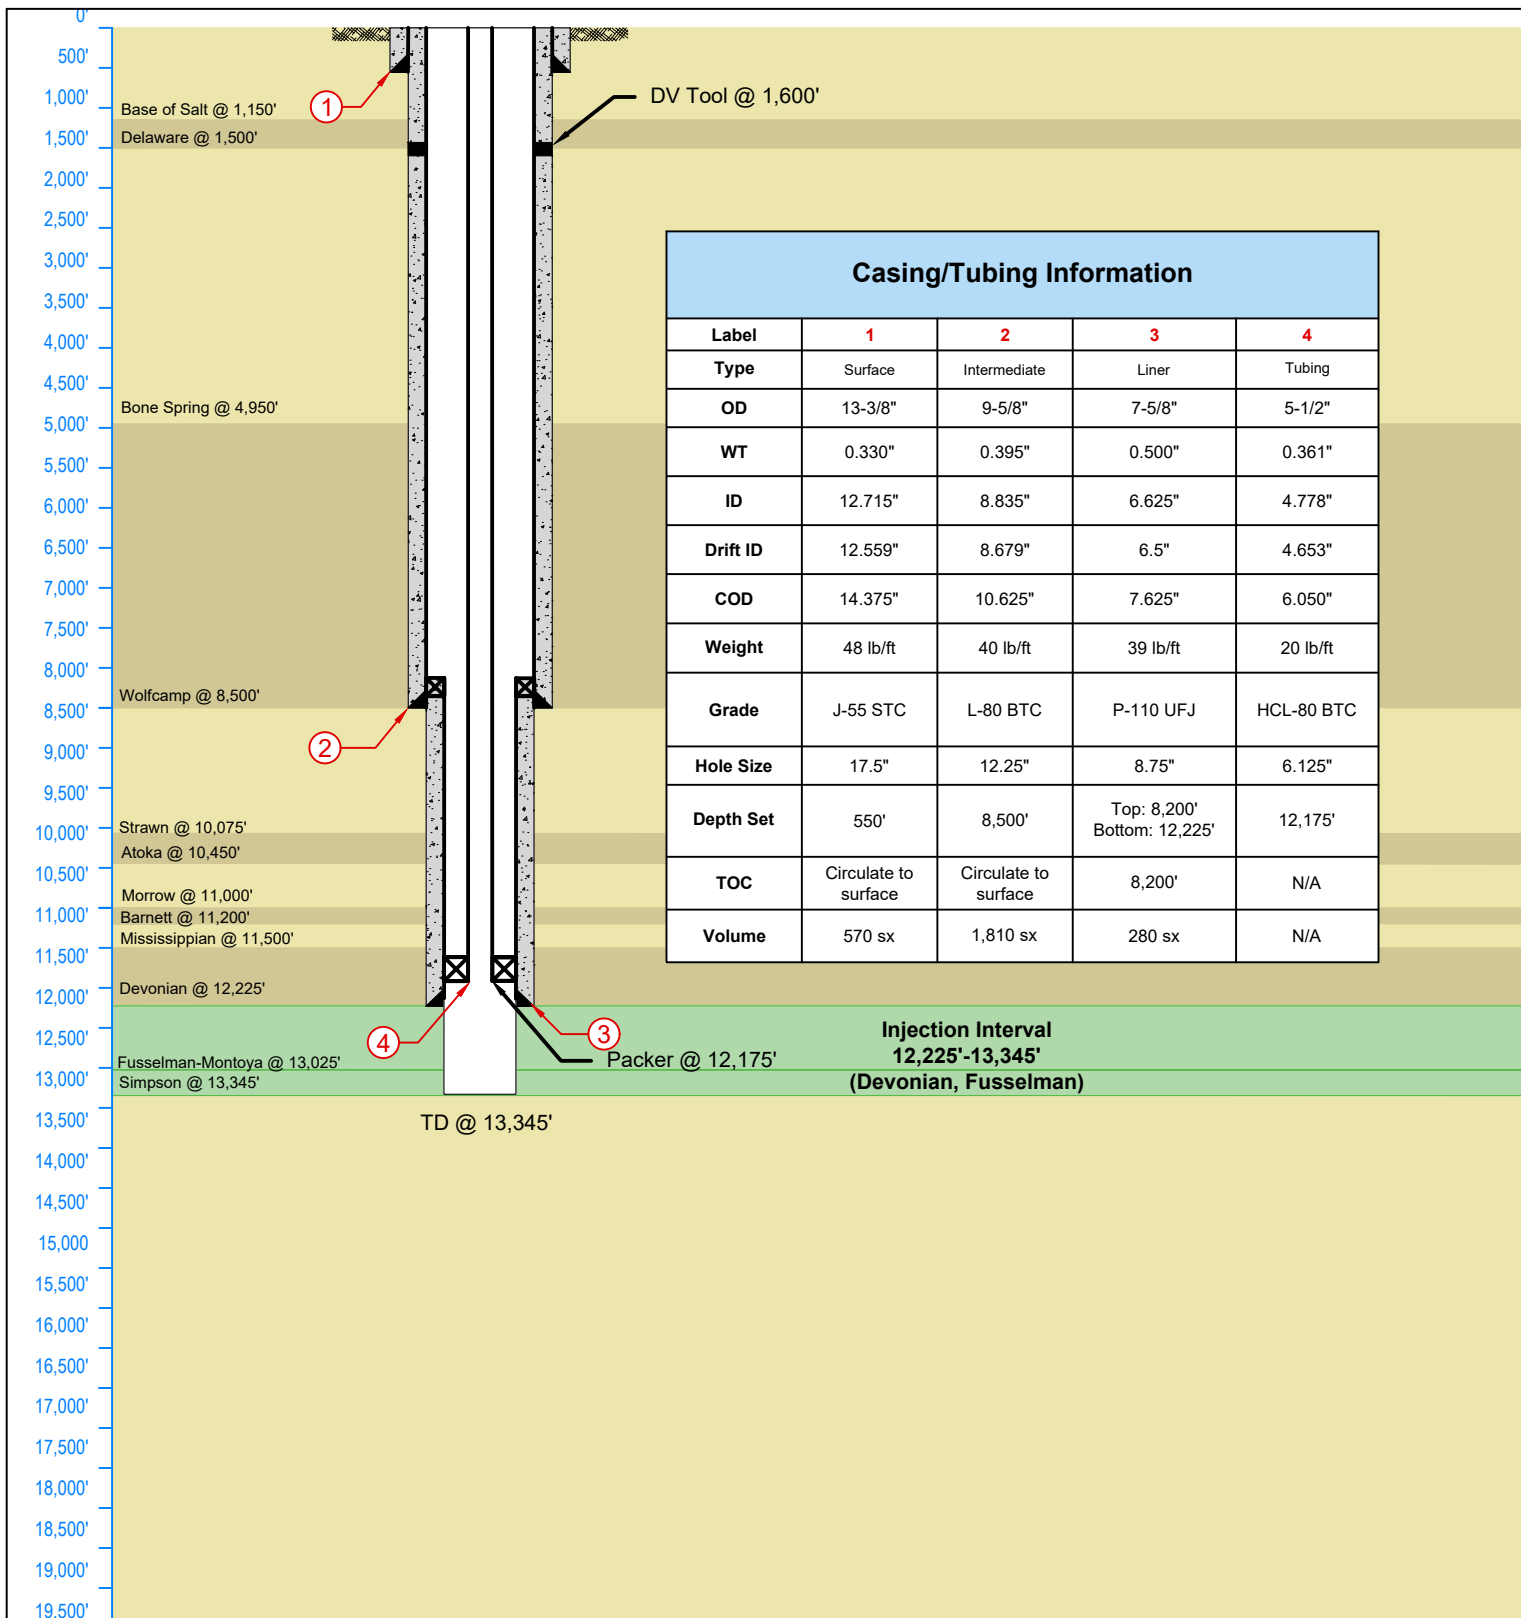 0'
500'
1,000'
1,500'
2,000'
2,500'
3,000'
3,500'
4,000'
4,500'
5,000'
5,500'
6,000'
6,500'
7,000'
7,500'
8,000'
8,500'
9,000'
9,500'
10,000'
10,500'
11,000'
11,500'
12,000'
12,500'
13,000'
13,500'
14,000'
14,500'
15,000
15,500'
16,000'
16,500'
17,000'
17,500'
18,000'
18,500'
19,000'
19,500'
Base of Salt @ 1,150'
Delaware @ 1,500'
Bone Spring @ 4,950'
Wolfcamp @ 8,500'
Strawn @ 10,075'
Atoka @ 10,450'
Morrow @ 11,000'
Barnett @ 11,200'
Mississippian @ 11,500'
Devonian @ 12,225'
Fusselman-Montoya @ 13,025'
Simpson @ 13,345'
1
DV Tool @ 1,600'
2
4
3
Packer @ 12,175'
TD @ 13,345'
Injection Interval
12,225'-13,345'
(Devonian, Fusselman)
Casing/Tubing Information
Label 1 2 3 4
Type Surface Intermediate Liner Tubing
OD 13-3/8" 9-5/8" 7-5/8" 5-1/2"
WT 0.330" 0.395" 0.500" 0.361"
ID 12.715" 8.835" 6.625" 4.778"
Drift ID 12.559" 8.679" 6.5" 4.653"
COD 14.375" 10.625" 7.625" 6.050"
Weight 48 lb/ft 40 lb/ft 39 lb/ft 20 lb/ft
Grade J-55 STC L-80 BTC P-110 UFJ HCL-80 BTC
Hole Size 17.5" 12.25" 8.75" 6.125"
Depth Set 550' 8,500' Top: 8,200' Bottom: 12,225' 12,175'
TOC Circulate to surface Circulate to surface 8,200' N/A
Volume 570 sx 1,810 sx 280 sx N/A